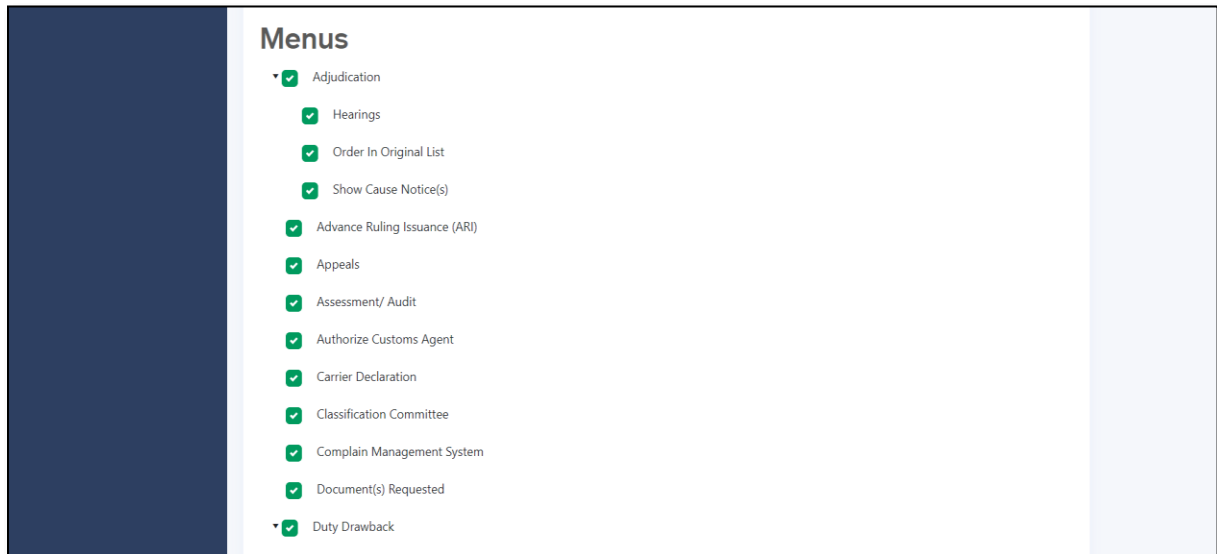 Menus
Adjudication
Hearings
Order In Original List
Show Cause Notice(s)
Advance Ruling Issuance (ARI)
Appeals
Assessment/ Audit
Authorize Customs Agent
Carrier Declaration
Classification Committee
Complain Management System
Document(s) Requested
Duty Drawback